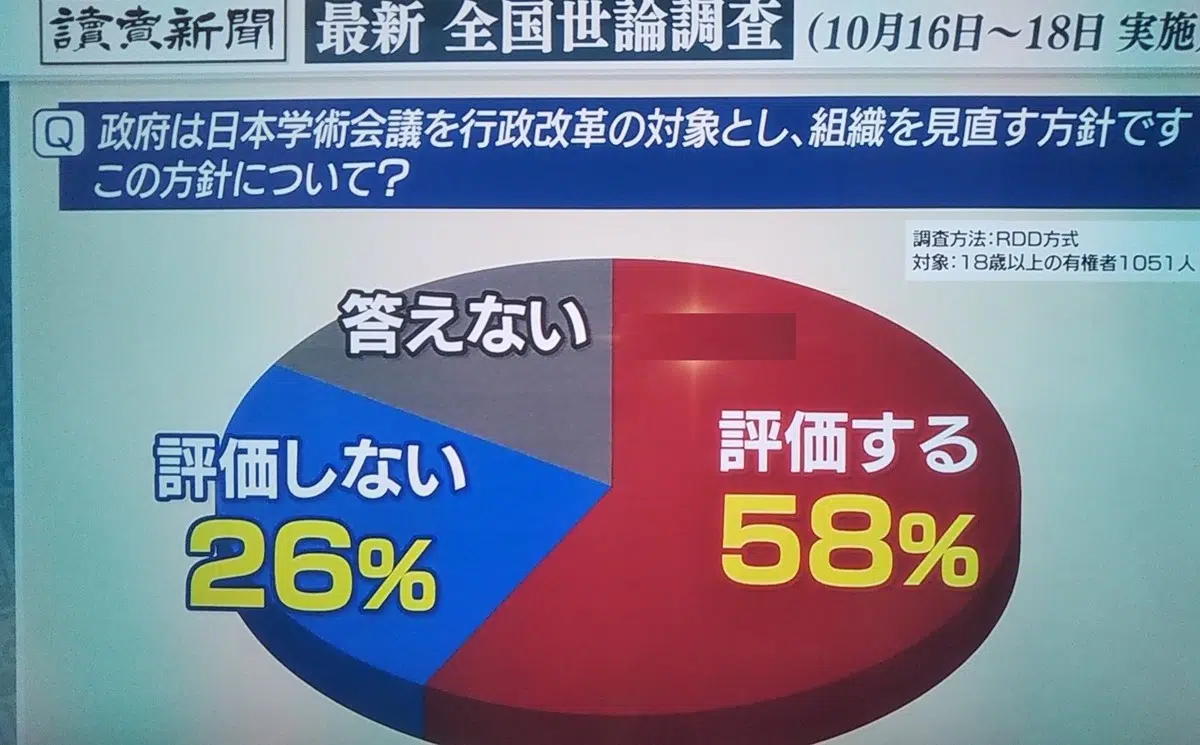 讀賣新聞 最新 全国世論調査 (10月16日～18日 実施)
Q 政府は日本学術会議を行政改革の対象とし、組織を見直す方針です
この方針について?
調査方法:RDD方式
対象:18歳以上の有権者1051人
答えない
評価する
58%
評価しない
26%